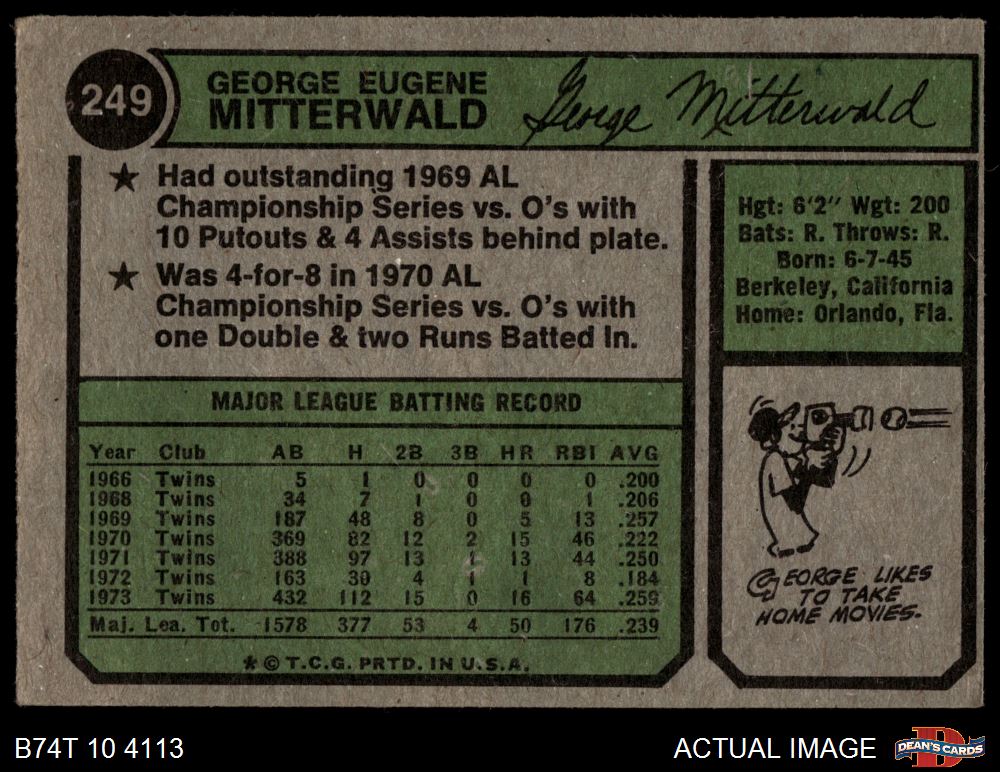 249
GEORGE EUGENE
MITTERWALD
George Mitterwald
★ Had outstanding 1969 AL
Championship Series vs. O's with
10 Putouts & 4 Assists behind plate.
★ Was 4-for-8 in 1970 AL
Championship Series vs. O's with
one Double & two Runs Batted In.
Hgt: 6'2" Wgt: 200
Bats: R. Throws: R.
Born: 6-7-45
Berkeley, California
Home: Orlando, Fla.
MAJOR LEAGUE BATTING RECORD
Year Club AB H 2B 3B HR RBI AVG
1966 Twins 5 1 0 0 0 0 .200
1968 Twins 34 7 1 0 0 1 .206
1969 Twins 187 48 8 0 5 13 .257
1970 Twins 369 82 12 2 15 46 .222
1971 Twins 388 97 13 1 13 44 .250
1972 Twins 163 30 4 1 1 8 .184
1973 Twins 432 112 15 0 16 64 .259
Maj. Lea. Tot. 1578 377 53 4 50 176 .239
* © T.C.G. PRTD. IN U.S.A.
GEORGE LIKES
TO TAKE
HOME MOVIES.
B74T 10 4113
ACTUAL IMAGE
D
DEAN'S CARDS